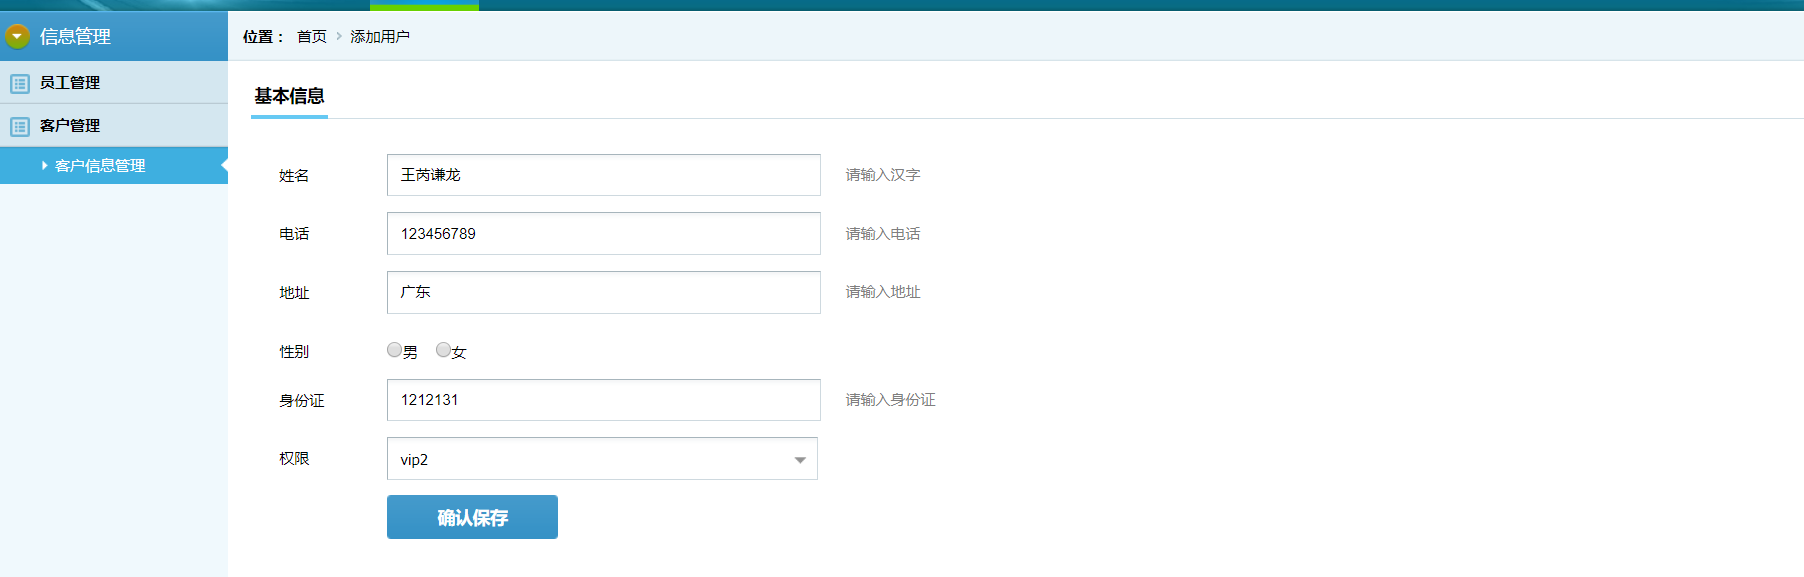 信息管理
位置： 首页 添加用户
员工管理
客户管理
客户信息管理
基本信息
姓名 王芮谦龙 请输入汉字
电话 123456789 请输入电话
地址 广东 请输入地址
性别 男 女
身份证 1212131 请输入身份证
权限 vip2
确认保存